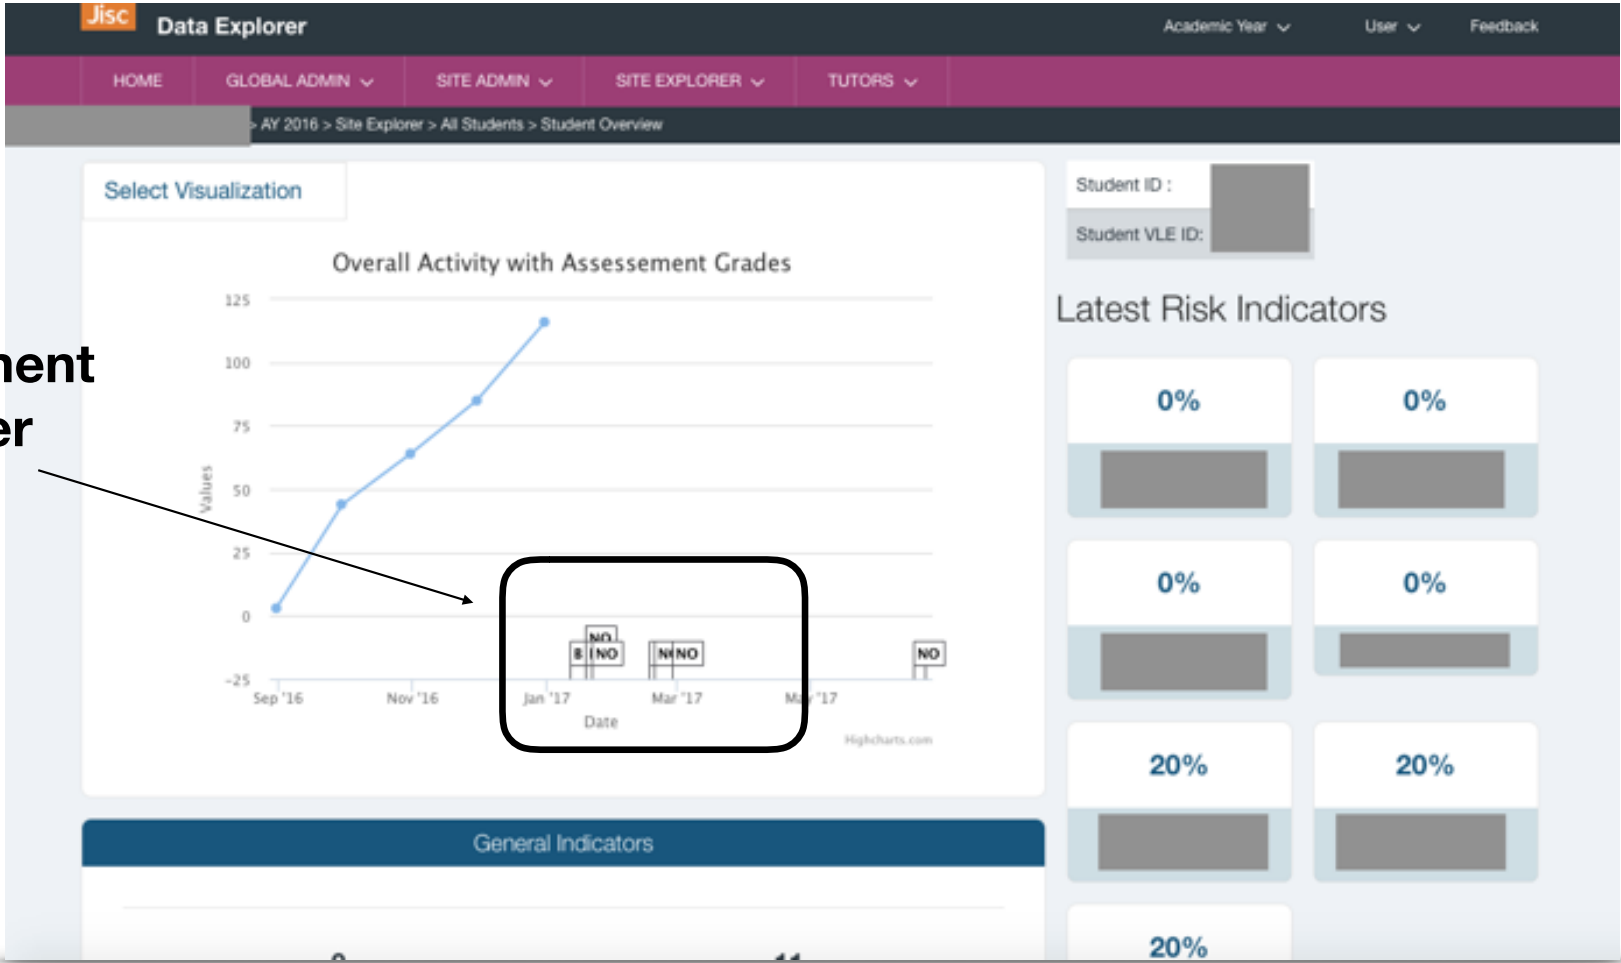 Jisc
Data Explorer
Academic Year
User
Feedback
HOME
GLOBAL ADMIN
SITE ADMIN
SITE EXPLORER
TUTORS
> AY 2016 > Site Explorer > All Students > Student Overview
Select Visualization
Overall Activity with Assessement Grades
125
100
75
50
25
0
-25
Values
NO
B
NO
NO
NO
Sep '16
Nov '16
Jan '17
Mar '17
May '17
Date
Highcharts.com
Student ID :
Student VLE ID:
Latest Risk Indicators
0%
0%
0%
0%
20%
20%
20%
General Indicators
11